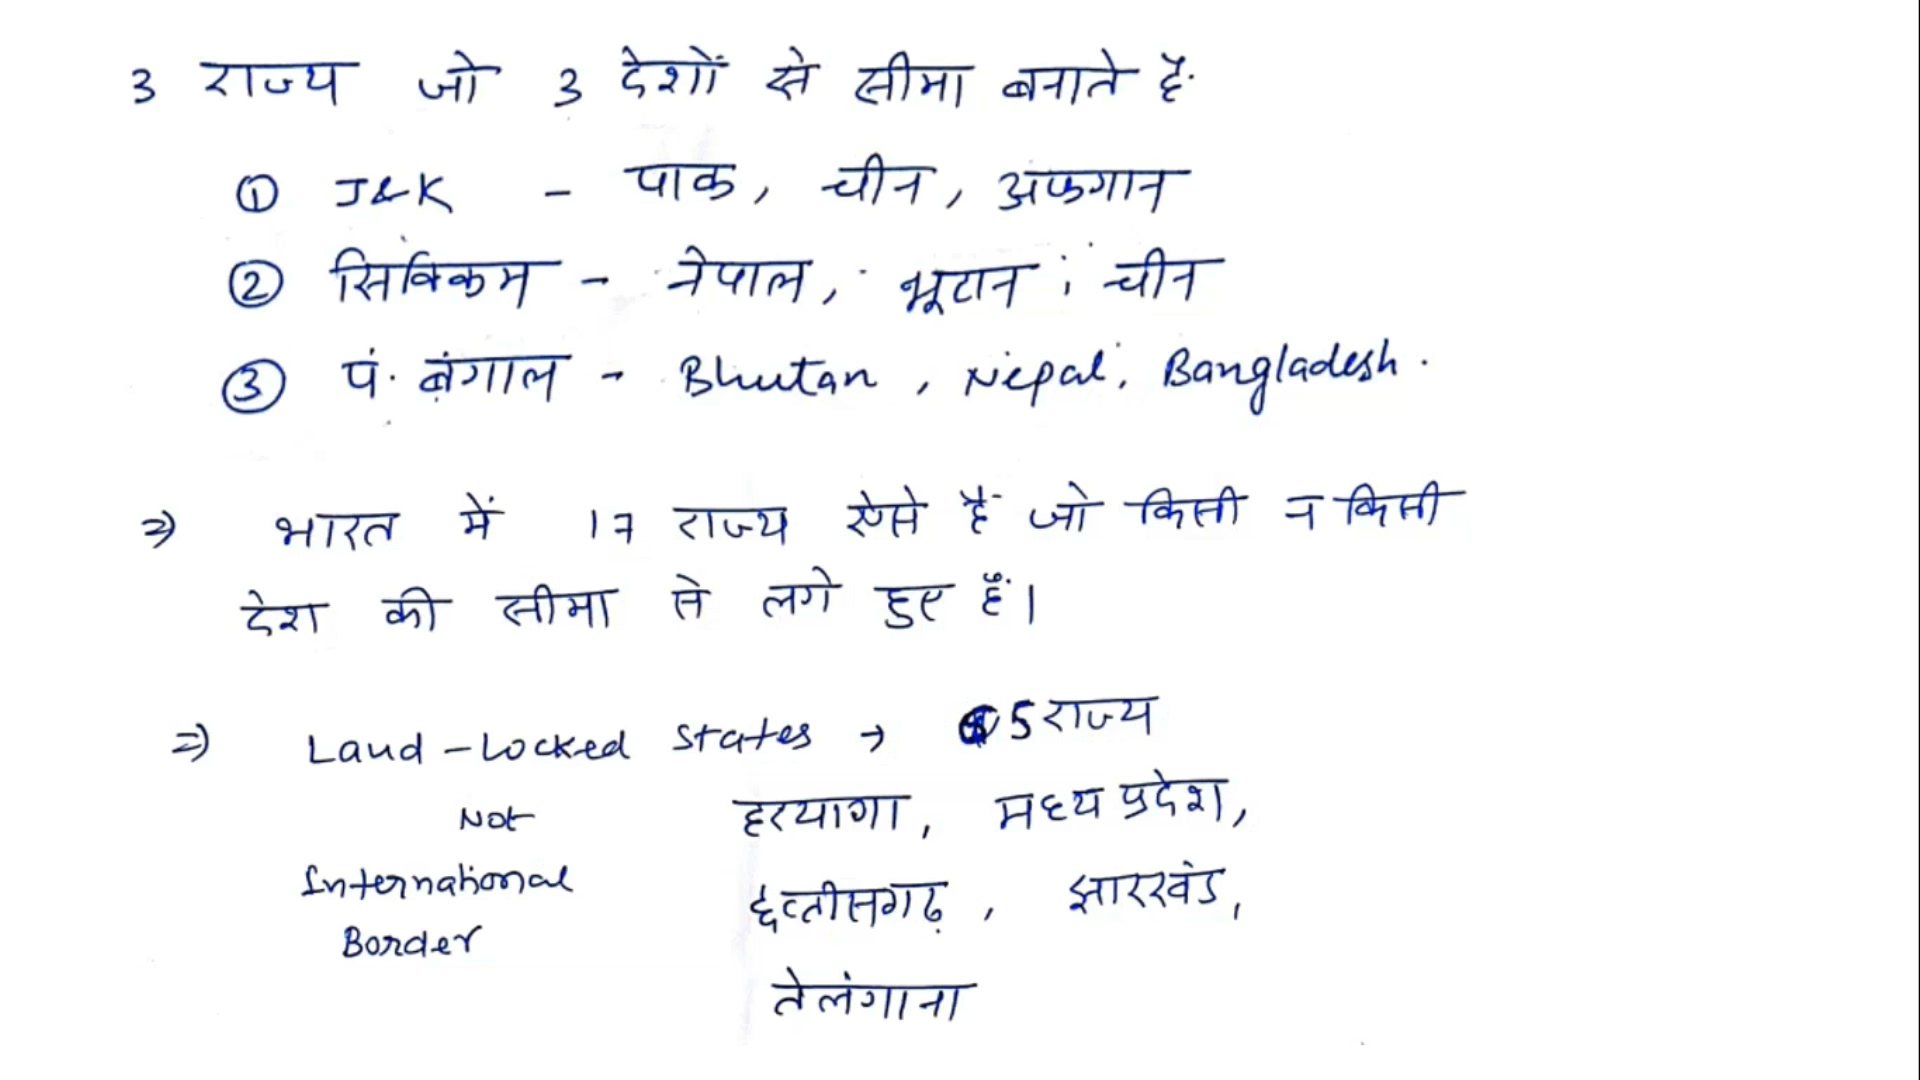 3 राज्य जो 3 देशों से सीमा बनाते हैं
① J&K - पाक, चीन, अफगान
② सिक्किम - नेपाल, भूटान, चीन
③ पं. बंगाल - Bhutan, Nepal, Bangladesh.
⇒ भारत में 17 राज्य ऐसे हैं जो किसी न किसी
देश की सीमा से लगे हुए हैं।
⇒ Land-Locked States → 5 राज्य
Not हरयाणा, मध्य प्रदेश,
International छत्तीसगढ़, झारखंड,
Border
तेलंगाना